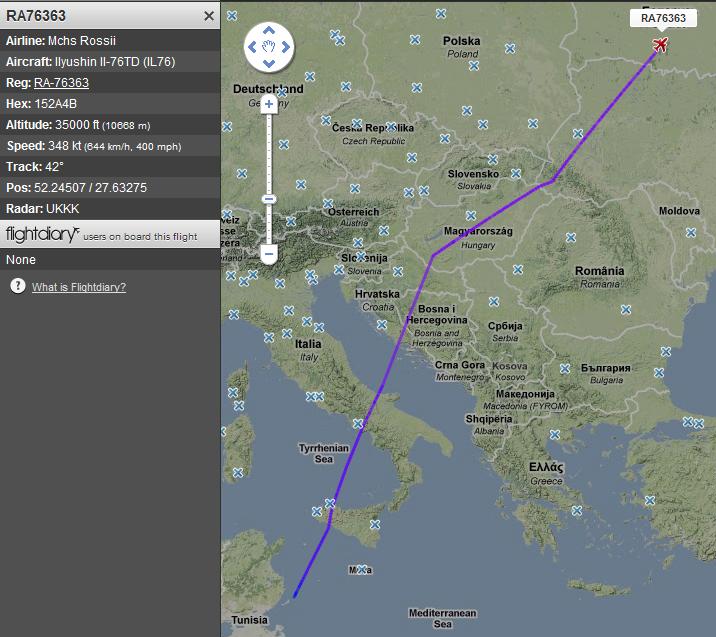 RA76363
Airline: Mchs Rossii
Aircraft: Ilyushin Il-76TD (IL76)
Reg: RA-76363
Hex: 152A4B
Altitude: 35000 ft (10668 m)
Speed: 348 kt (644 km/h, 400 mph)
Track: 42°
Pos: 52.24507 / 27.63275
Radar: UKKK
flightdiary users on board this flight
None
? What is Flightdiary?
RA76363
Polska
Poland
Deutschland
Germany
Česká Republika
Czech Republic
Slovensko
Slovakia
Österreich
Austria
Moldova
Magyarország
Hungary
Slovenija
Slovenia
România
Romania
Hrvatska
Croatia
Bosna i
Hercegovina
Bosnia and
Herzegovina
Србија
Serbia
Italia
Italy
Crna Gora
Montenegro
Косово
Kosovo
България
Bulgaria
Македонија
Macedonia (FYROM)
Shqipëria
Albania
Tyrrhenian
Sea
Ελλάς
Greece
Malta
Tunisia
Mediterranean
Sea